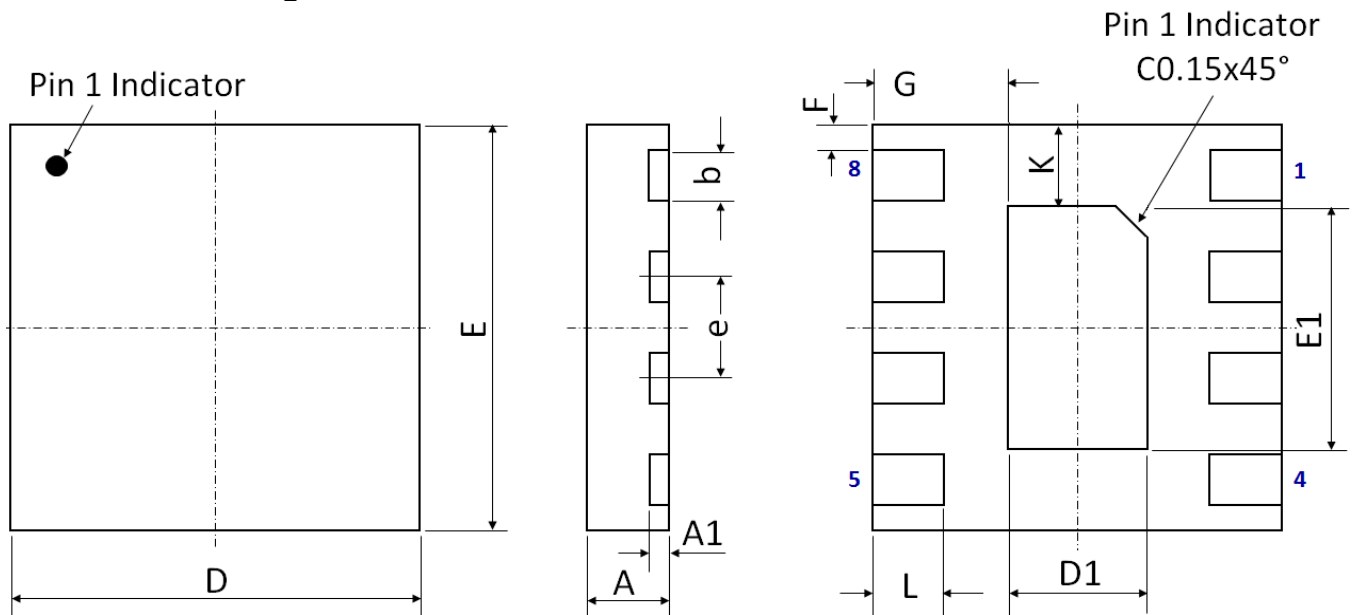 Pin 1 Indicator
Pin 1 Indicator
C0.15x45°
G
F
8
K
1
b
E
e
E1
5
4
A1
D
A
L
D1